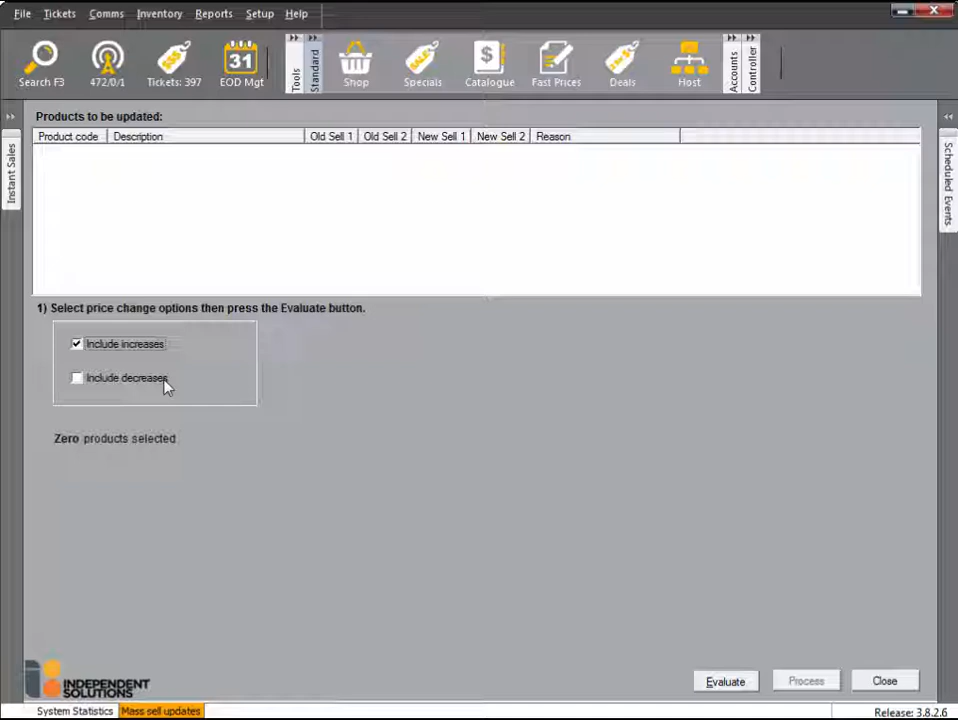 File Tickets Comms Inventory Reports Setup Help
Search F3 472/0/1 Tickets: 397 31 EOD Mgt Tools Standard Shop Specials $ Catalogue Fast Prices Deals Host Accounts Controller
Products to be updated:
Product code Description Old Sell 1 Old Sell 2 New Sell 1 New Sell 2 Reason
Instant Sales
Scheduled Events
1) Select price change options then press the Evaluate button.
Include increases
Include decreases
Zero products selected
INDEPENDENT
SOLUTIONS
Evaluate Process Close
System Statistics Mass sell updates Release: 3.8.2.6